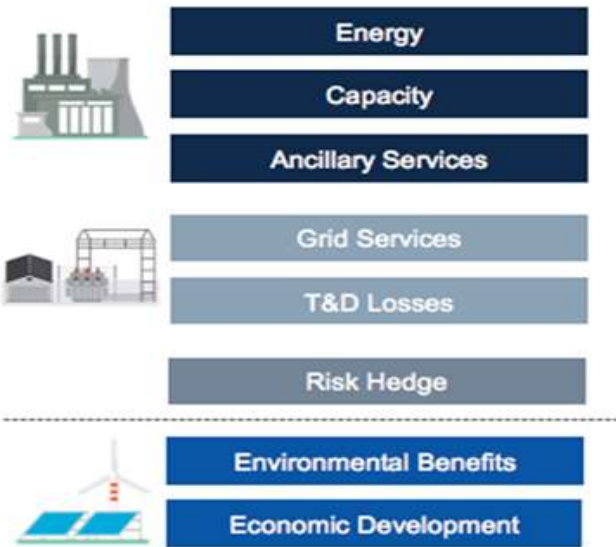 Energy
Capacity
Ancillary Services
Grid Services
T&D Losses
Risk Hedge
Environmental Benefits
Economic Development